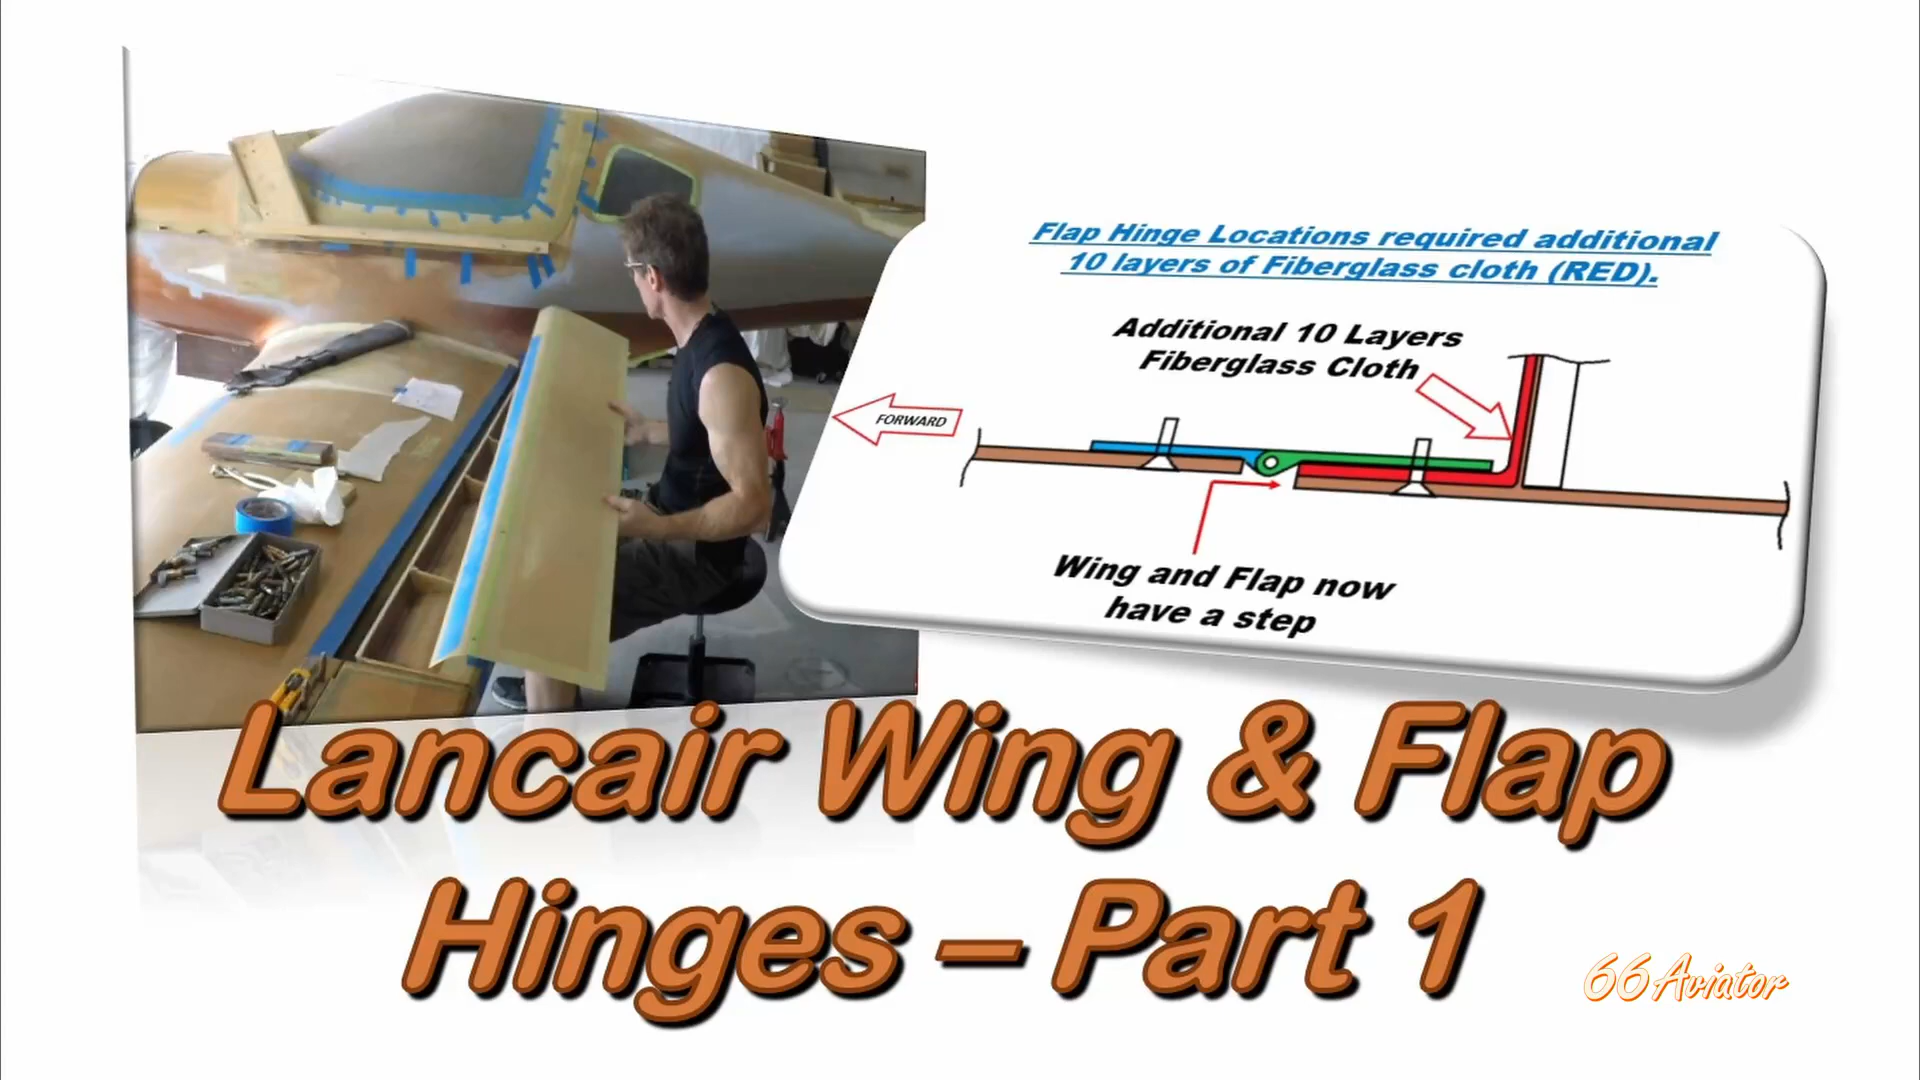 Flap Hinge Locations required additional
10 layers of Fiberglass cloth (RED).
Additional 10 Layers
Fiberglass Cloth
FORWARD
Wing and Flap now
have a step
Lancair Wing & Flap
Hinges – Part 1
66 Aviator